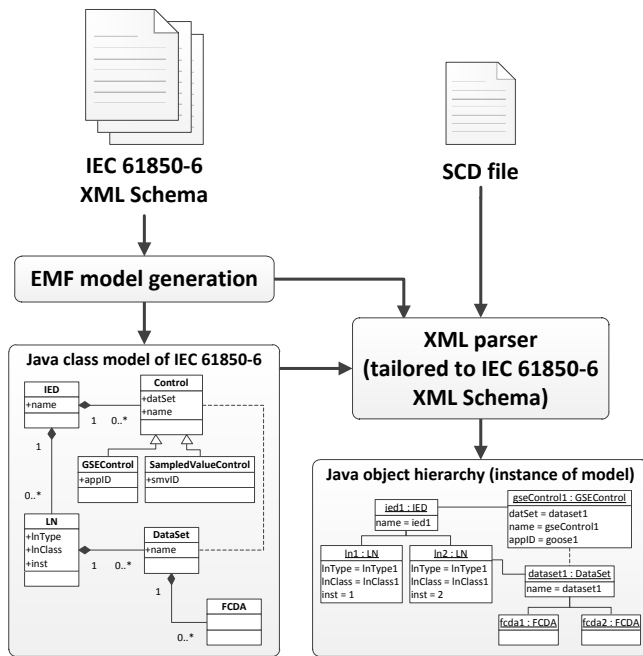 IEC 61850-6
XML Schema
SCD file
EMF model generation
XML parser
(tailored to IEC 61850-6
XML Schema)
Java class model of IEC 61850-6
IED
+name
1
0..*
Control
+datSet
+name
1
0..*
GSEControl
+appID
SampledValueControl
+smvID
LN
+lnType
+lnClass
+inst
1
0..*
DataSet
+name
1
0..*
FCDA
Java object hierarchy (instance of model)
ied1 : IED
name = ied1
gseControl1 : GSEControl
datSet = dataset1
name = gseControl1
appID = goose1
ln1 : LN
lnType = lnType1
lnClass = lnClass1
inst = 1
ln2 : LN
lnType = lnType1
lnClass = lnClass1
inst = 2
dataset1 : DataSet
name = dataset1
fcda1 : FCDA
fcda2 : FCDA